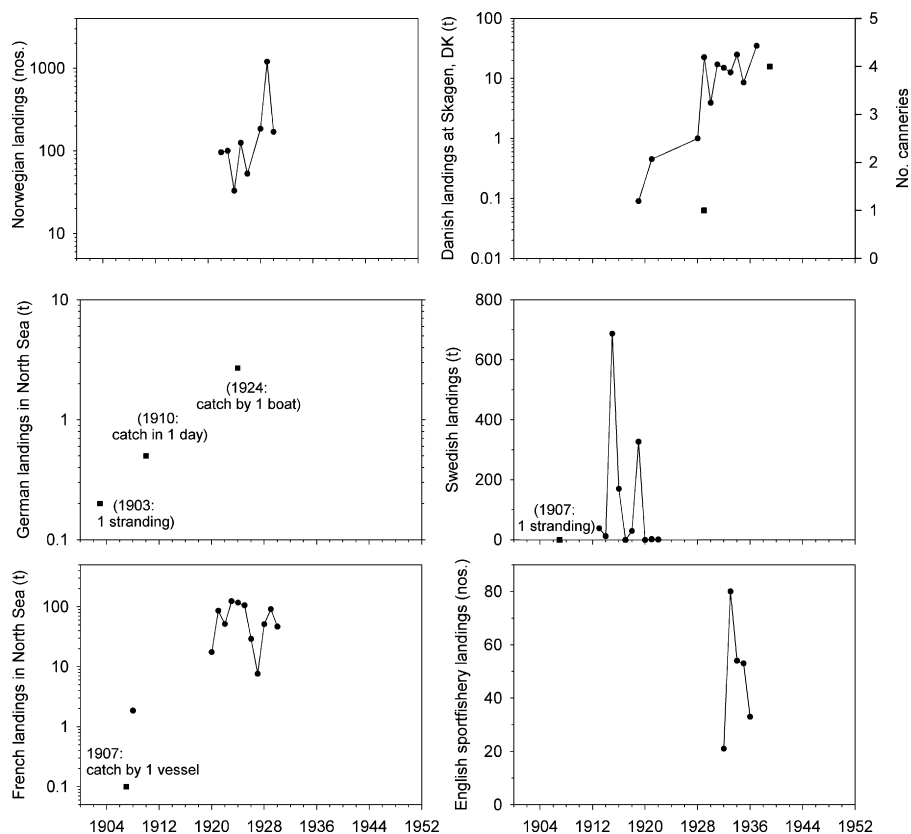 Norwegian landings (nos.)
1000
100
10
Danish landings at Skagen, DK (t)
100
10
1
0.1
0.01
5
4
3
2
1
0
No. canneries
German landings in North Sea (t)
10
1
0.1
(1924:
catch by 1 boat)
(1910:
catch in 1 day)
(1903:
1 stranding)
Swedish landings (t)
800
600
400
200
0
(1907:
1 stranding)
French landings in North Sea (t)
100
10
1
0.1
1907:
catch by 1 vessel
1904 1912 1920 1928 1936 1944 1952
English sportfishery landings (nos.)
80
60
40
20
0
1904 1912 1920 1928 1936 1944 1952